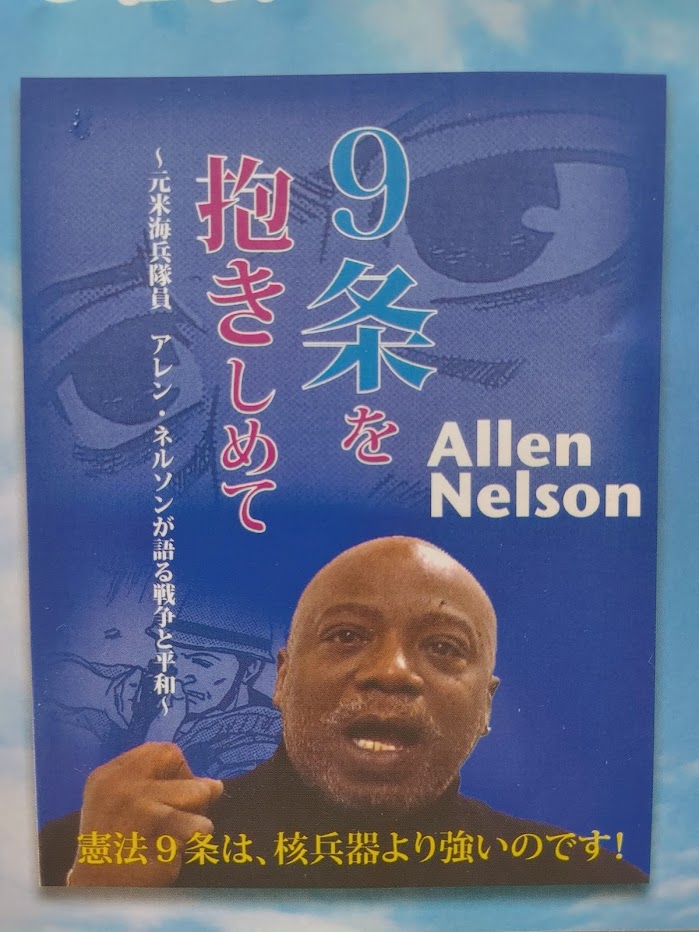 9条を
抱きしめて
〜元米海兵隊員 アレン・ネルソンが語る戦争と平和〜
Allen
Nelson
憲法9条は、核兵器より強いのです!